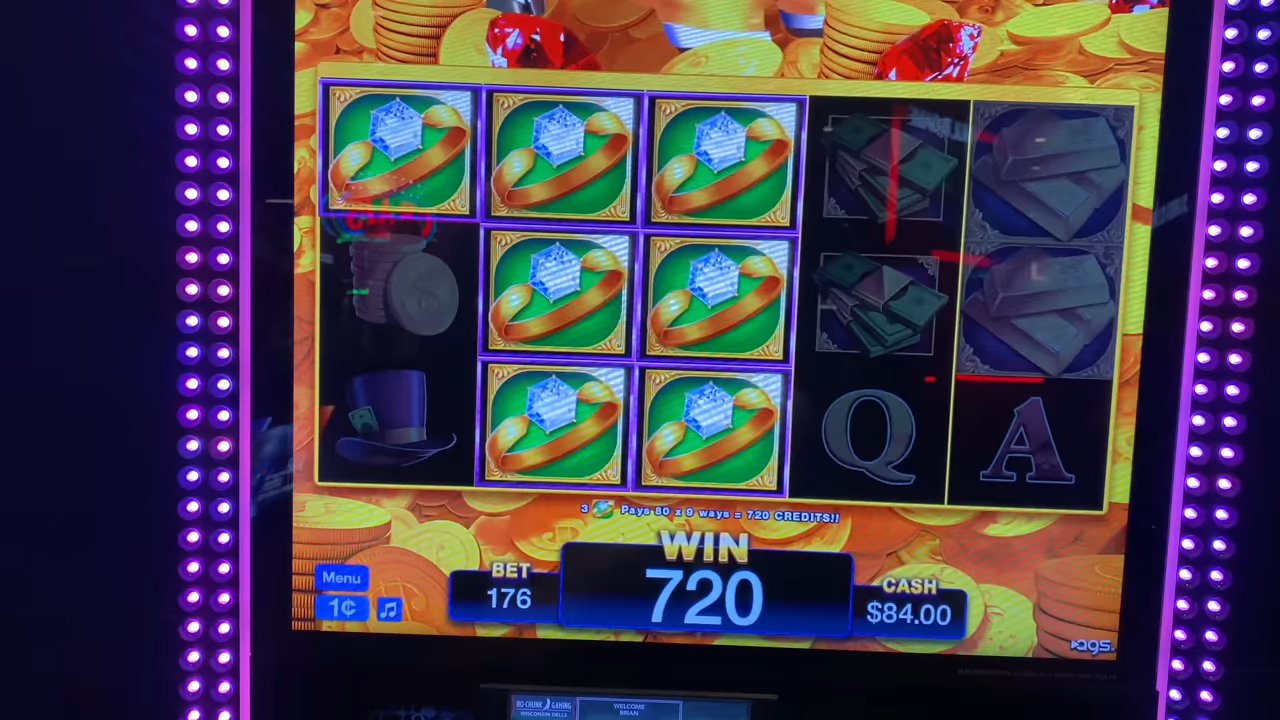 Q
A
3 Pays 80 x 9 ways = 720 CREDITS!!
WIN
720
BET
176
CASH
$84.00
Menu
1¢
ags
HO-CHUNK GAMING
WISCONSIN DELLS
WELCOME
BRIAN